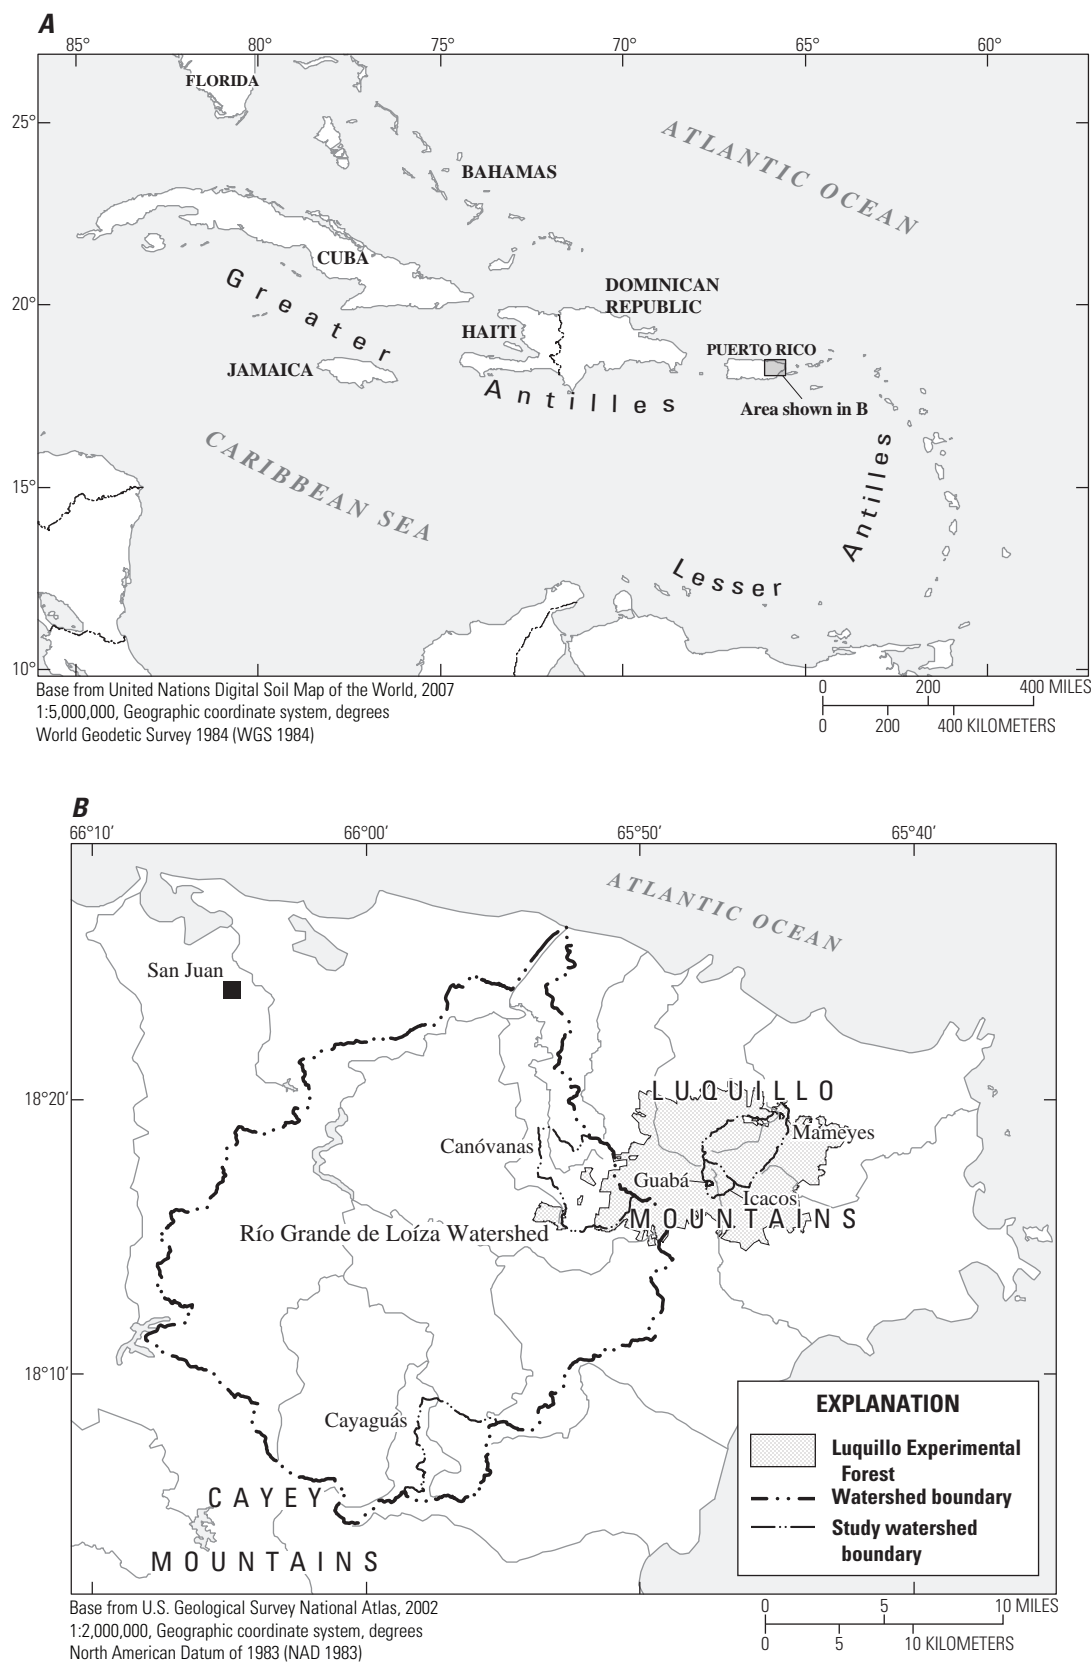 A
85°
80°
75°
70°
65°
60°
FLORIDA
25°
ATLANTIC OCEAN
BAHAMAS
CUBA
Greater
DOMINICAN
REPUBLIC
20°
HAITI
PUERTO RICO
JAMAICA
Antilles
Area shown in B
CARIBBEAN SEA
15°
Lesser
Antilles
10°
Base from United Nations Digital Soil Map of the World, 2007
1:5,000,000, Geographic coordinate system, degrees
World Geodetic Survey 1984 (WGS 1984)
0 200 400 MILES
0 200 400 KILOMETERS
B
66°10′
66°00′
65°50′
65°40′
ATLANTIC OCEAN
San Juan
18°20′
LUQUILLO
Mameyes
Canóvanas
Guabá
Icacos
MOUNTAINS
Río Grande de Loíza Watershed
18°10′
Cayaguás
CAYEY
MOUNTAINS
EXPLANATION
Luquillo Experimental
Forest
Watershed boundary
Study watershed
boundary
Base from U.S. Geological Survey National Atlas, 2002
1:2,000,000, Geographic coordinate system, degrees
North American Datum of 1983 (NAD 1983)
0 5 10 MILES
0 5 10 KILOMETERS